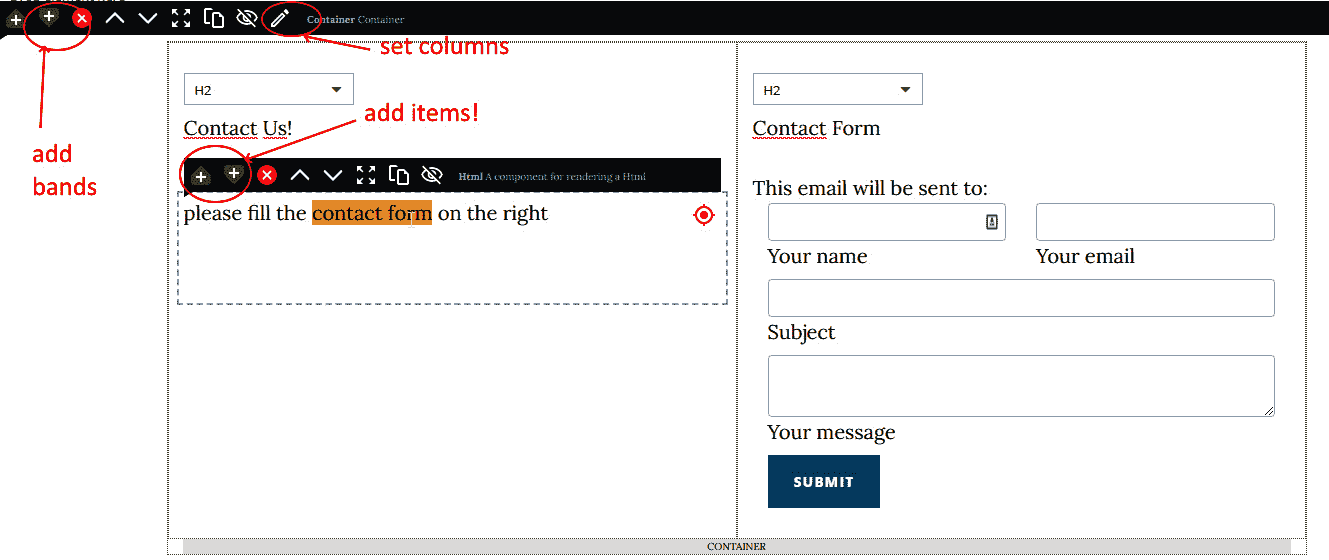 Container Container
set columns
H2
H2
add items!
Contact Us!
Contact Form
add
bands
Html A component for rendering a Html
This email will be sent to:
please fill the contact form on the right
Your name
Your email
Subject
Your message
SUBMIT
CONTAINER